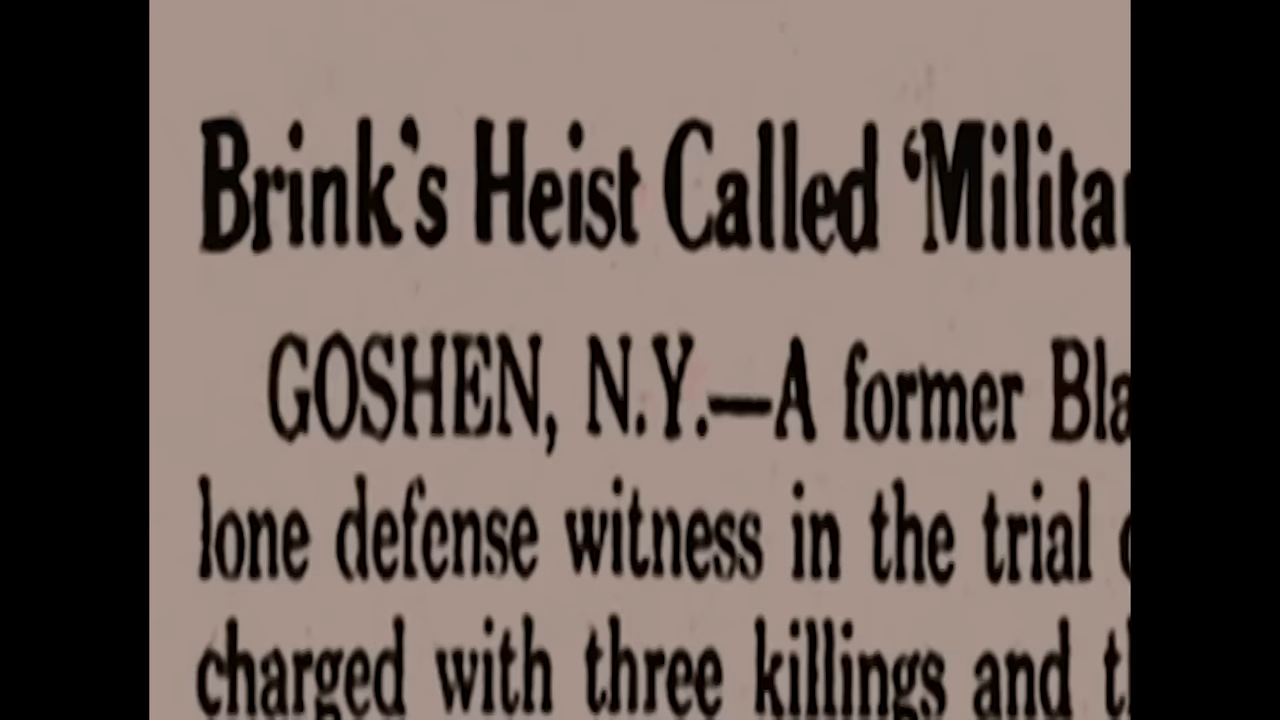 Brink's Heist Called ‘Milita
GOSHEN, N.Y.—A former Bla
lone defense witness in the trial
charged with three killings and